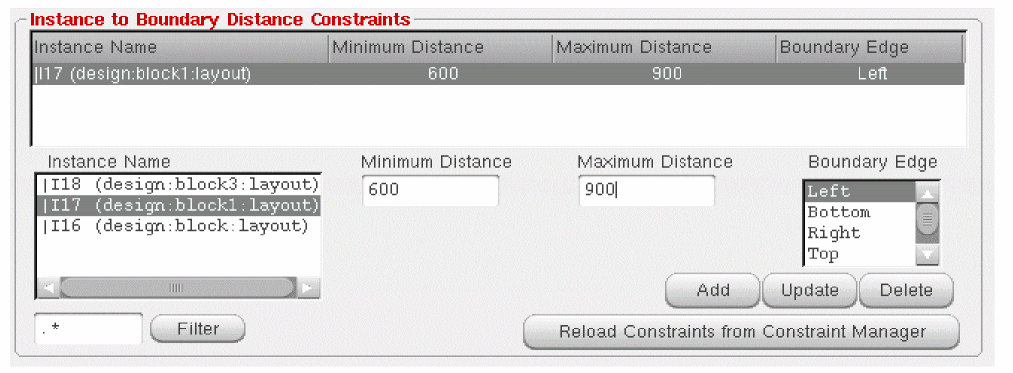 Instance to Boundary Distance Constraints
Instance Name Minimum Distance Maximum Distance Boundary Edge
|I17 (design:block1:layout) 600 900 Left
Instance Name Minimum Distance Maximum Distance Boundary Edge
|I18 (design:block3:layout) 600 900 Left
|I17 (design:block1:layout) Bottom
|I16 (design:block:layout) Right
Top
Add Update Delete
.* Filter Reload Constraints from Constraint Manager